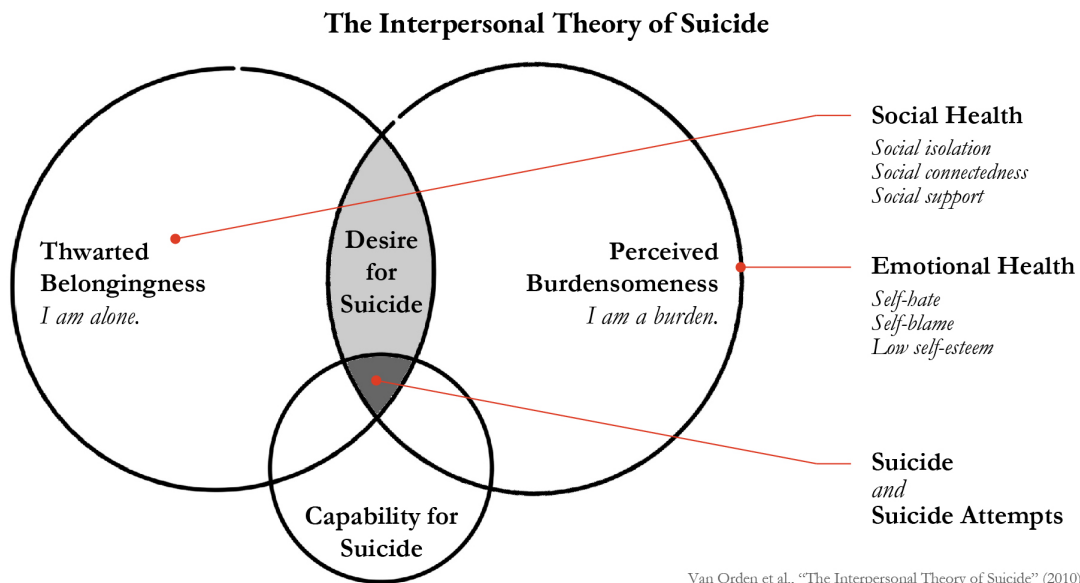 The Interpersonal Theory of Suicide
Thwarted
Belongingness
I am alone.
Desire
for
Suicide
Perceived
Burdensomeness
I am a burden.
Capability for
Suicide
Social Health
Social isolation
Social connectedness
Social support
Emotional Health
Self-hate
Self-blame
Low self-esteem
Suicide
and
Suicide Attempts
Van Orden et al., “The Interpersonal Theory of Suicide” (2010)